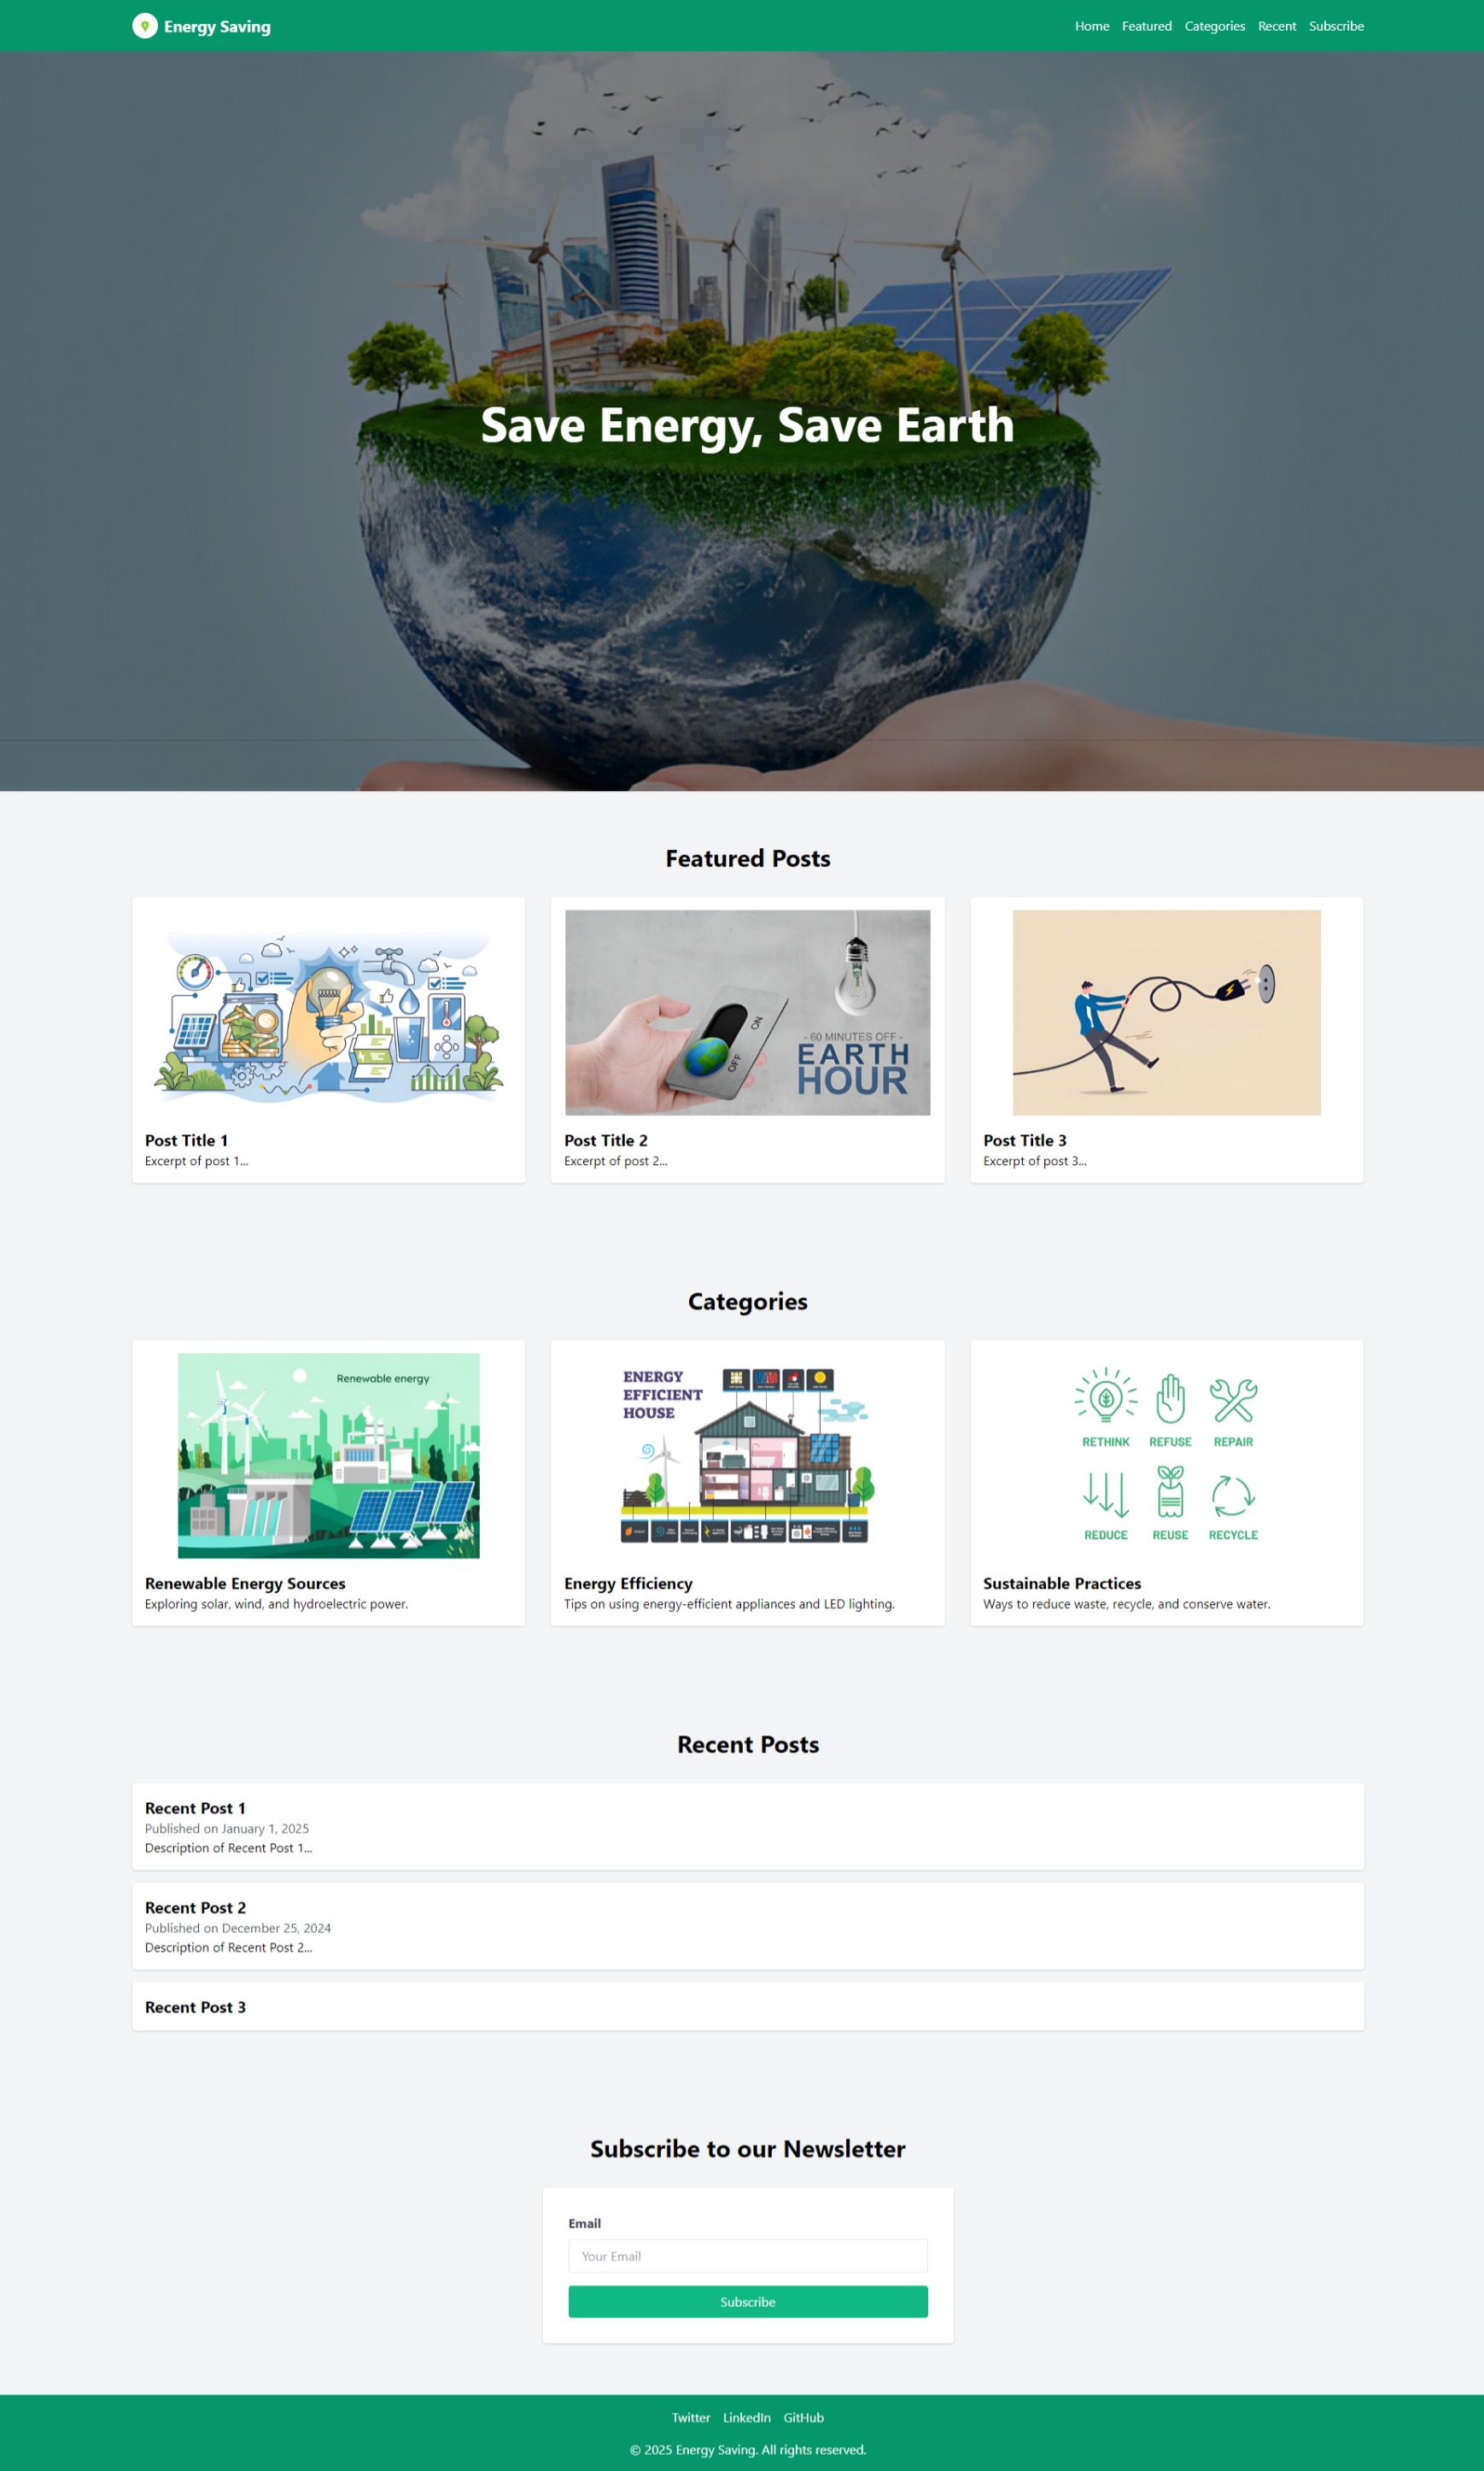 Energy Saving
Home Featured Categories Recent Subscribe
Save Energy, Save Earth
Featured Posts
ON
OFF
- 60 MINUTES OFF -
EARTH
HOUR
Post Title 1
Excerpt of post 1...
Post Title 2
Excerpt of post 2...
Post Title 3
Excerpt of post 3...
Categories
Renewable energy
ENERGY
EFFICIENT
HOUSE
RETHINK REFUSE REPAIR
REDUCE REUSE RECYCLE
Renewable Energy Sources
Exploring solar, wind, and hydroelectric power.
Energy Efficiency
Tips on using energy-efficient appliances and LED lighting.
Sustainable Practices
Ways to reduce waste, recycle, and conserve water.
Recent Posts
Recent Post 1
Published on January 1, 2025
Description of Recent Post 1...
Recent Post 2
Published on December 25, 2024
Description of Recent Post 2...
Recent Post 3
Subscribe to our Newsletter
Email
Your Email
Subscribe
Twitter LinkedIn GitHub
© 2025 Energy Saving. All rights reserved.